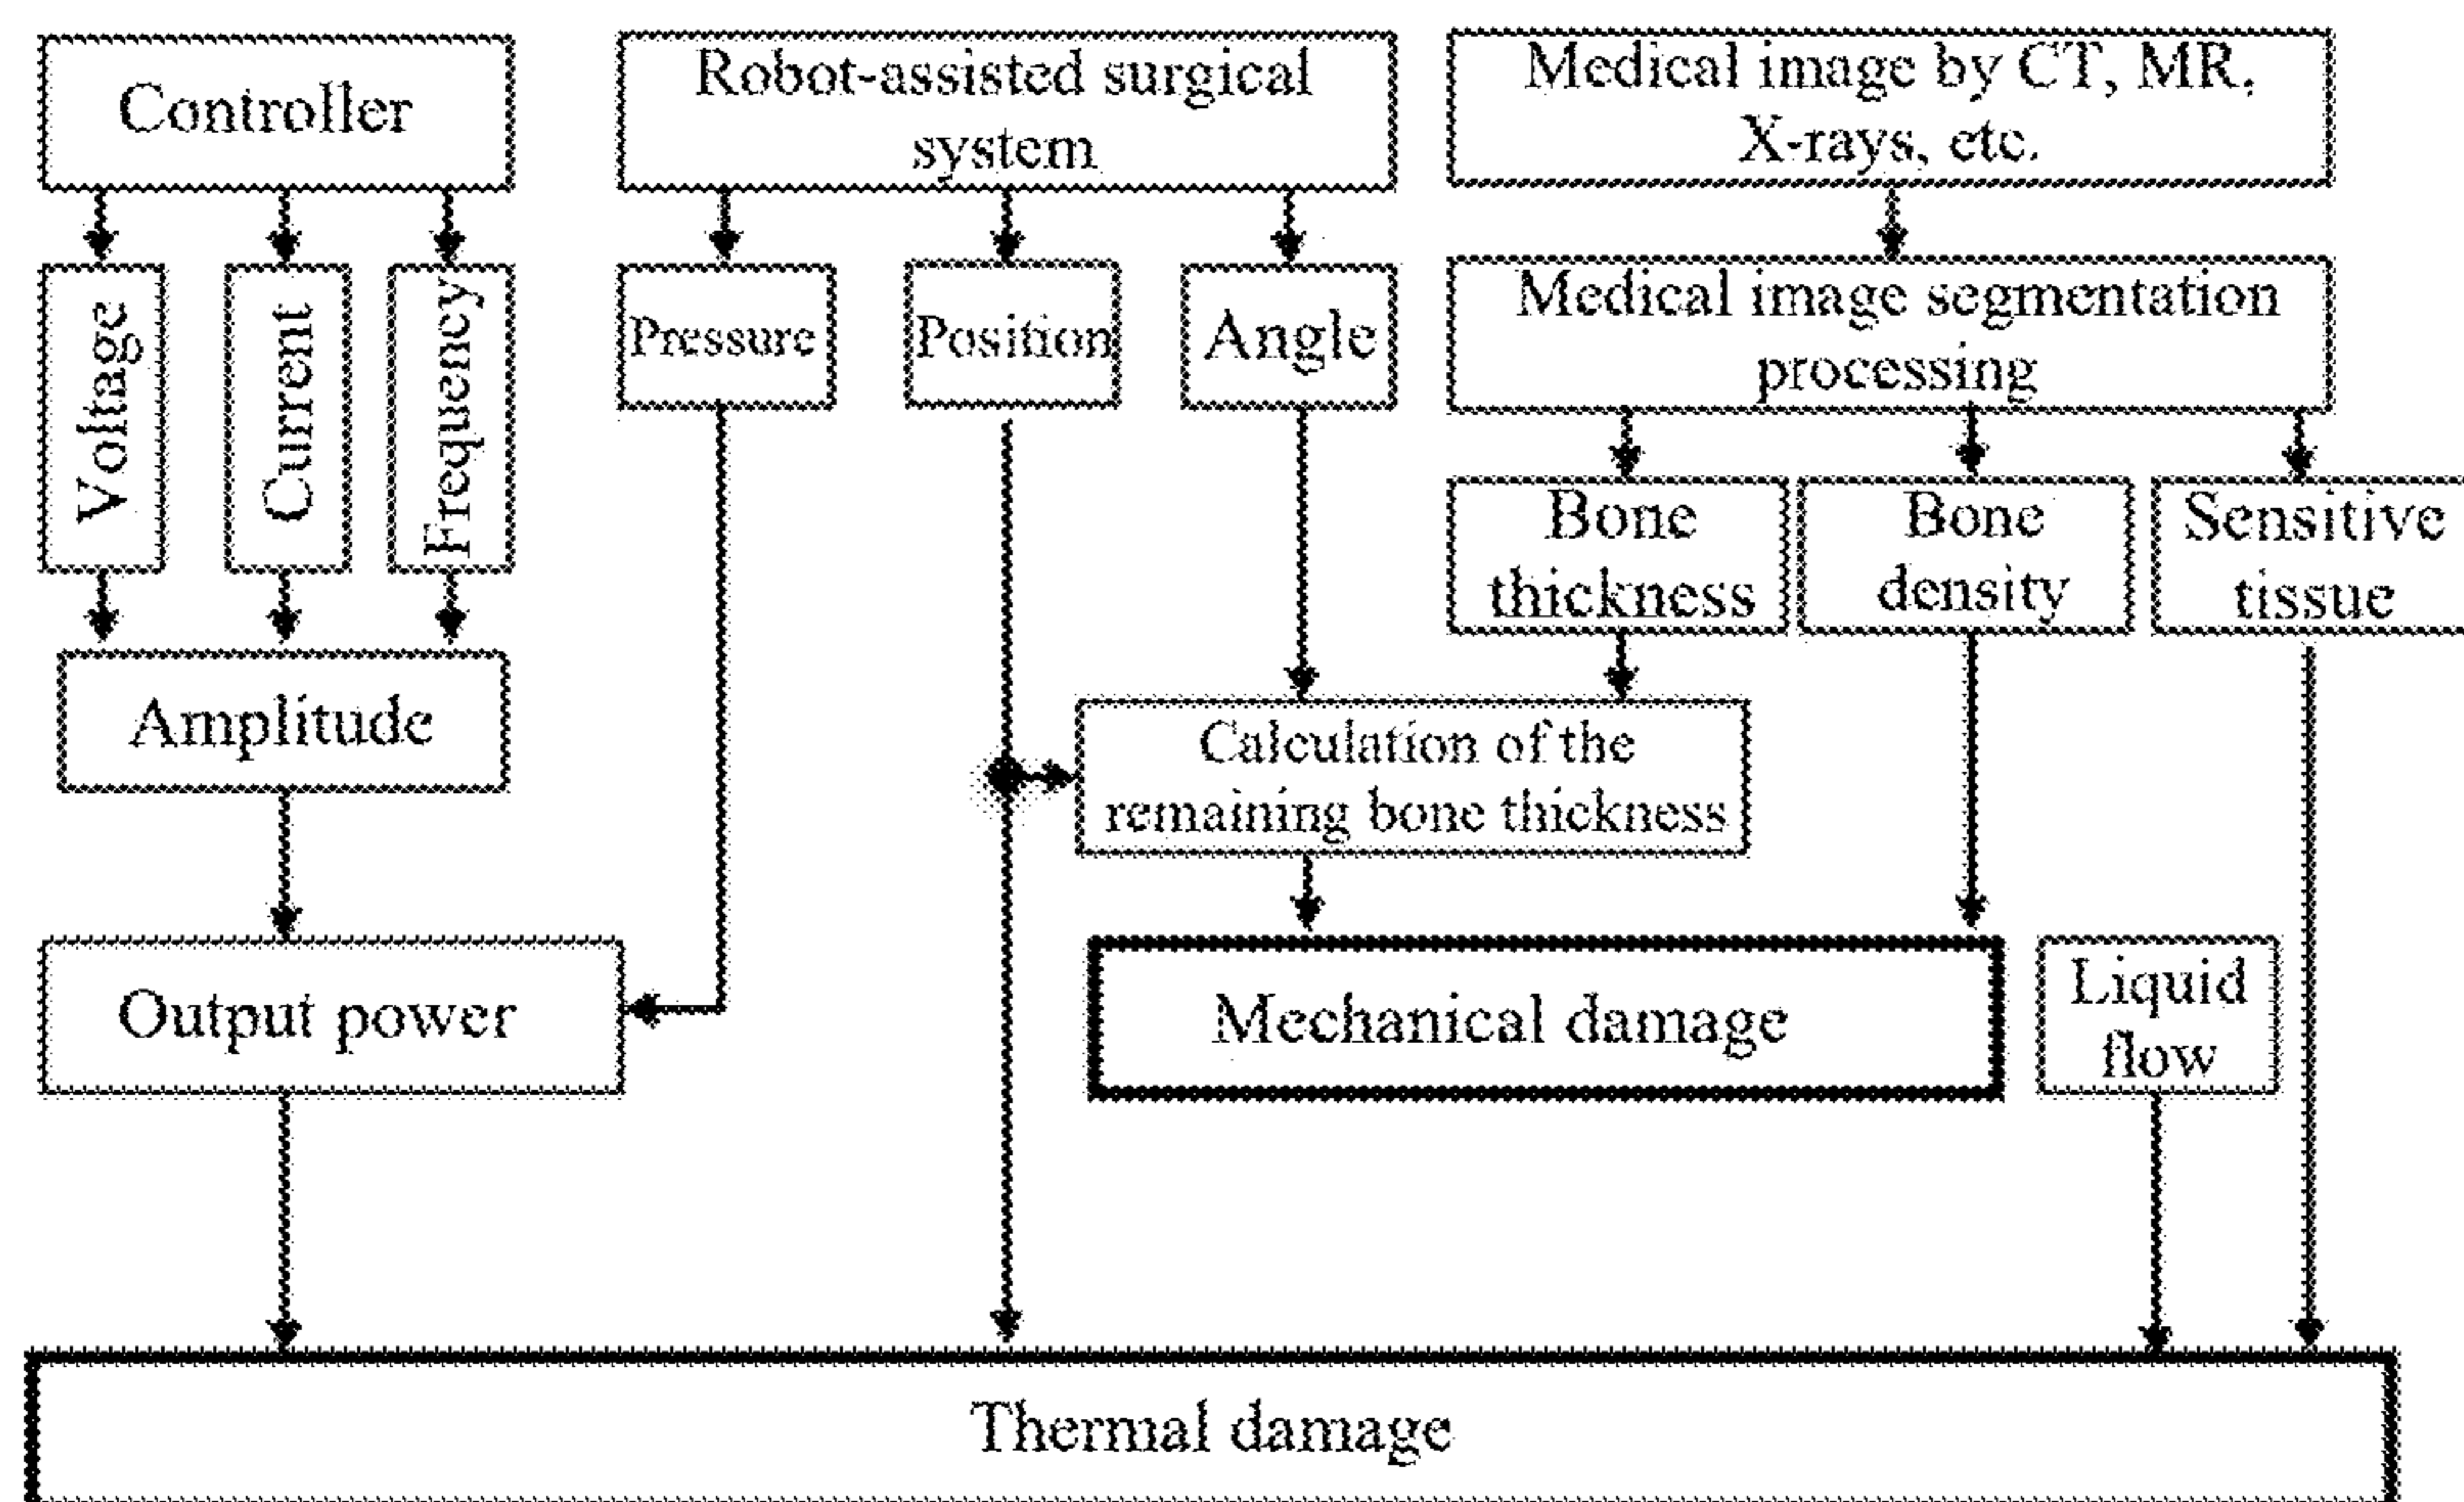 Controller
Robot-assisted surgical
system
Medical image by CT, MR,
X-rays, etc.
Voltage
Current
Frequency
Pressure
Position
Angle
Medical image segmentation
processing
Bone
thickness
Bone
density
Sensitive
tissue
Amplitude
Calculation of the
remaining bone thickness
Output power
Mechanical damage
Liquid
flow
Thermal damage